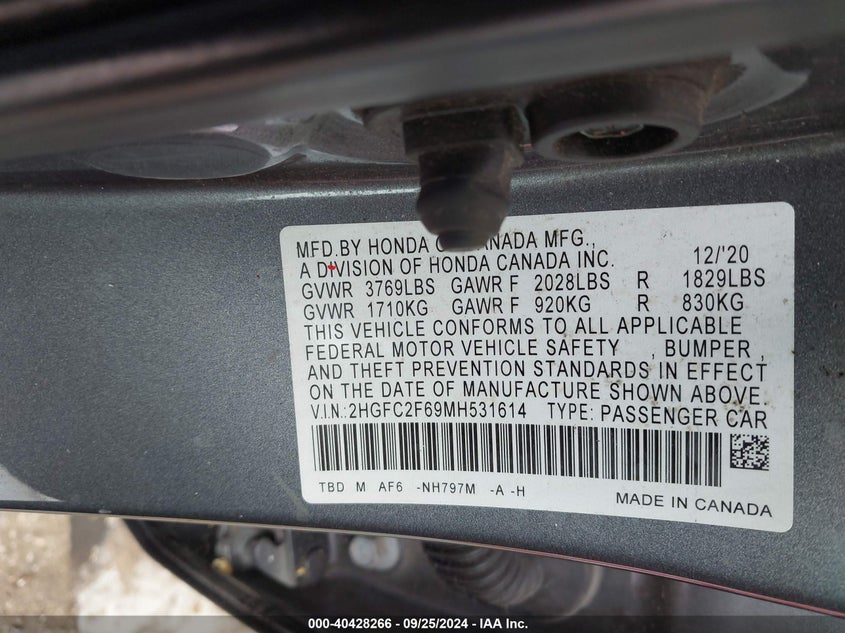 MFD.BY HONDA CANADA MFG.,
A DIVISION OF HONDA CANADA INC. 12/'20
GVWR 3769LBS GAWR F 2028LBS R 1829LBS
GVWR 1710KG GAWR F 920KG R 830KG
THIS VEHICLE CONFORMS TO ALL APPLICABLE
FEDERAL MOTOR VEHICLE SAFETY , BUMPER ,
AND THEFT PREVENTION STANDARDS IN EFFECT
ON THE DATE OF MANUFACTURE SHOWN ABOVE.
V.I.N.:2HGFC2F69MH531614 TYPE: PASSENGER CAR
TBD M AF6 -NH797M -A -H
MADE IN CANADA
000-40428266 - 09/25/2024 - IAA Inc.